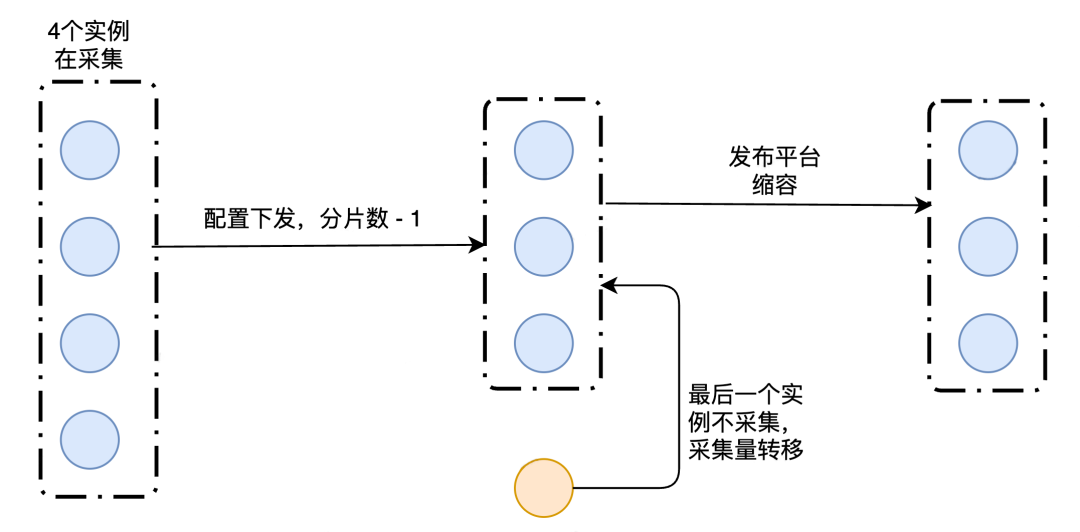 4个实例
在采集
配置下发，分片数 - 1
发布平台
缩容
最后一个实
例不采集，
采集量转移